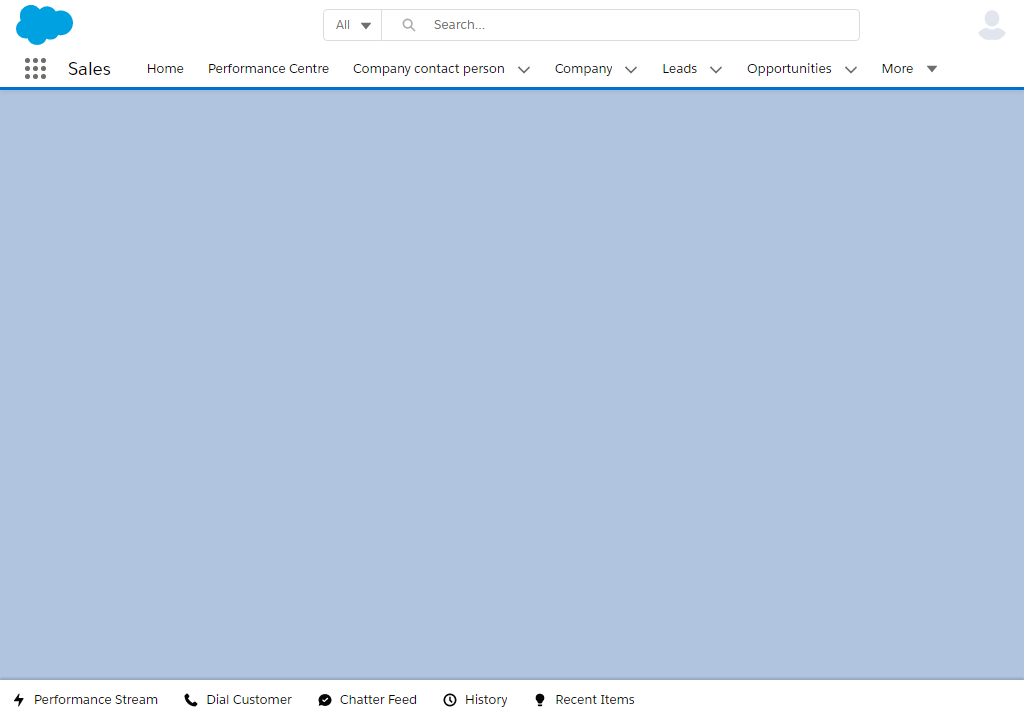 All Search...
Sales Home Performance Centre Company contact person Company Leads Opportunities More
Performance Stream Dial Customer Chatter Feed History Recent Items